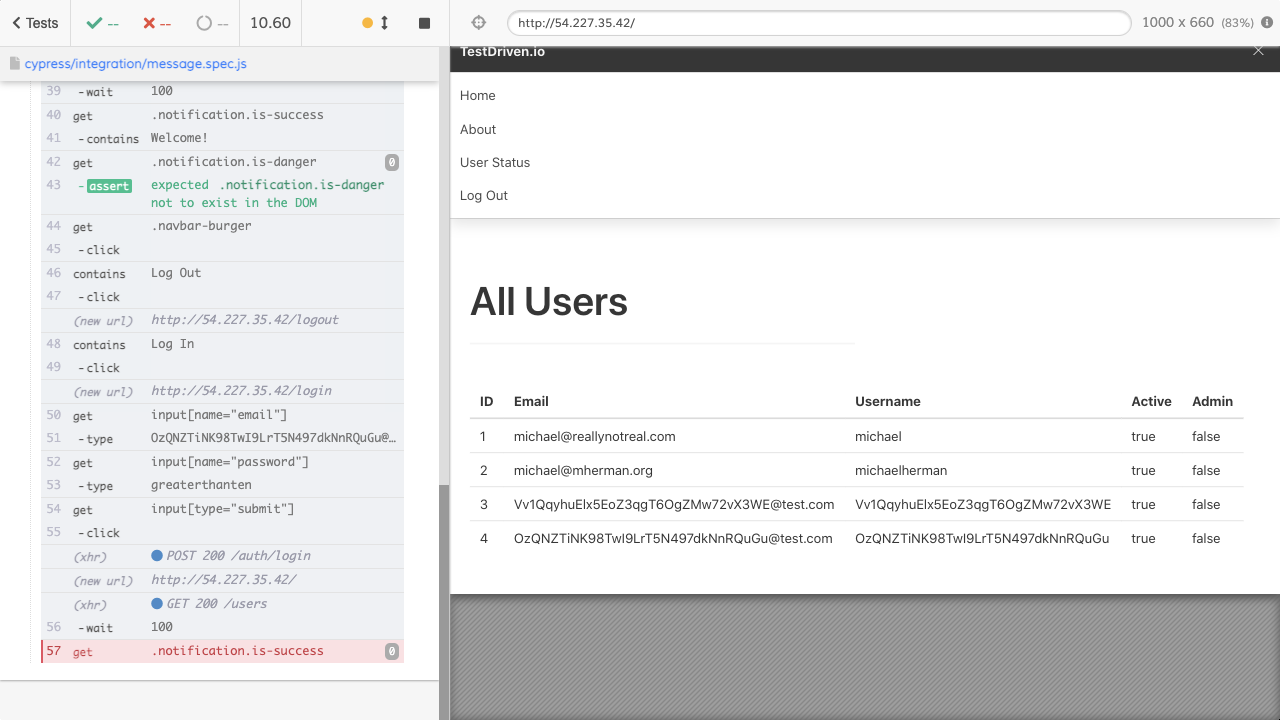 Tests
--
--
--
10.60
cypress/integration/message.spec.js
39 -wait 100
40 get .notification.is-success
41 -contains Welcome!
42 get .notification.is-danger 0
43 -assert expected .notification.is-danger
not to exist in the DOM
44 get .navbar-burger
45 -click
46 contains Log Out
47 -click
(new url) http://54.227.35.42/logout
48 contains Log In
49 -click
(new url) http://54.227.35.42/login
50 get input[name="email"]
51 -type OzQNZTiNK98TwI9LrT5N497dkNnRQuGu@…
52 get input[name="password"]
53 -type greaterthanten
54 get input[type="submit"]
55 -click
(xhr) POST 200 /auth/login
(new url) http://54.227.35.42/
(xhr) GET 200 /users
56 -wait 100
57 get .notification.is-success 0
http://54.227.35.42/
1000 x 660 (83%)
TestDriven.io
Home
About
User Status
Log Out
All Users
ID Email Username Active Admin
1 michael@reallynotreal.com michael true false
2 michael@mherman.org michaelherman true false
3 Vv1QqyhuElx5EoZ3qgT6OgZMw72vX3WE@test.com Vv1QqyhuElx5EoZ3qgT6OgZMw72vX3WE true false
4 OzQNZTiNK98TwI9LrT5N497dkNnRQuGu@test.com OzQNZTiNK98TwI9LrT5N497dkNnRQuGu true false